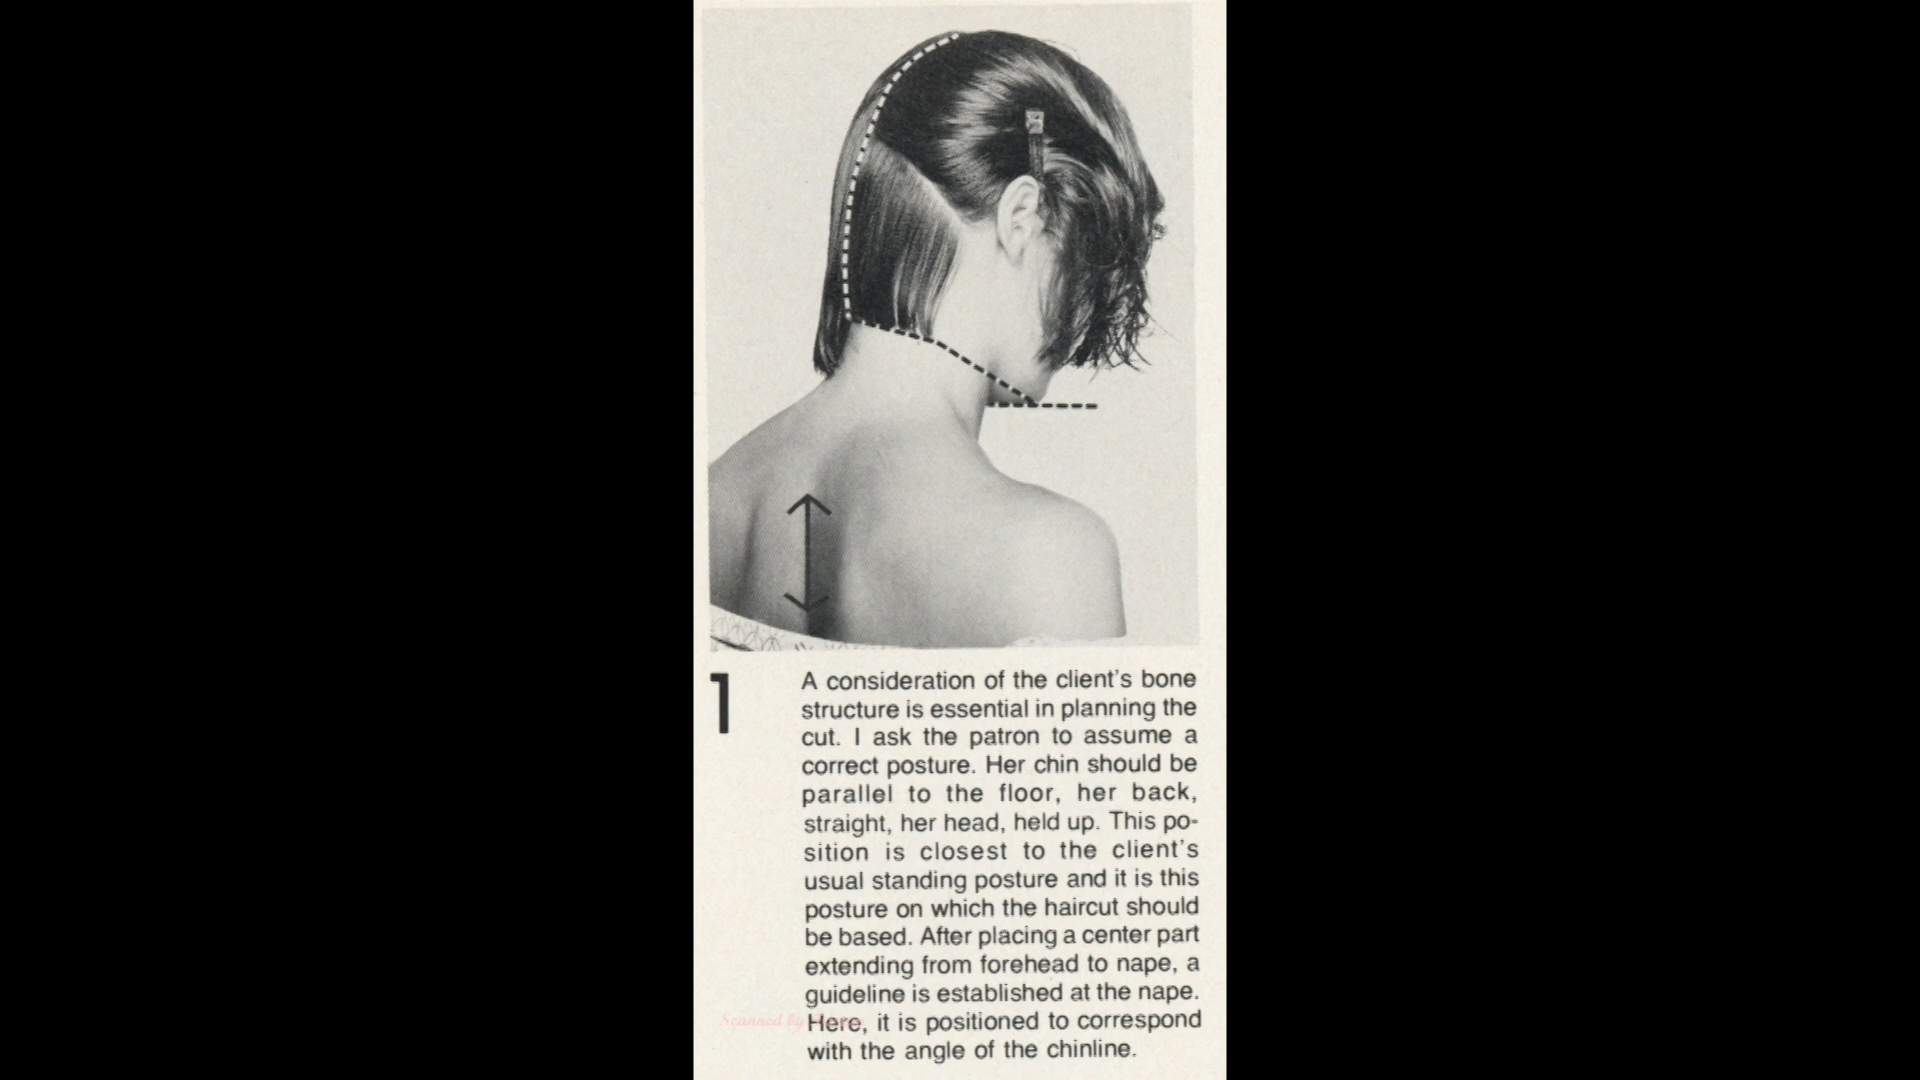 1
A consideration of the client's bone
structure is essential in planning the
cut. I ask the patron to assume a
correct posture. Her chin should be
parallel to the floor, her back,
straight, her head, held up. This po-
sition is closest to the client's
usual standing posture and it is this
posture on which the haircut should
be based. After placing a center part
extending from forehead to nape, a
guideline is established at the nape.
Here, it is positioned to correspond
with the angle of the chinline.
Scanned by